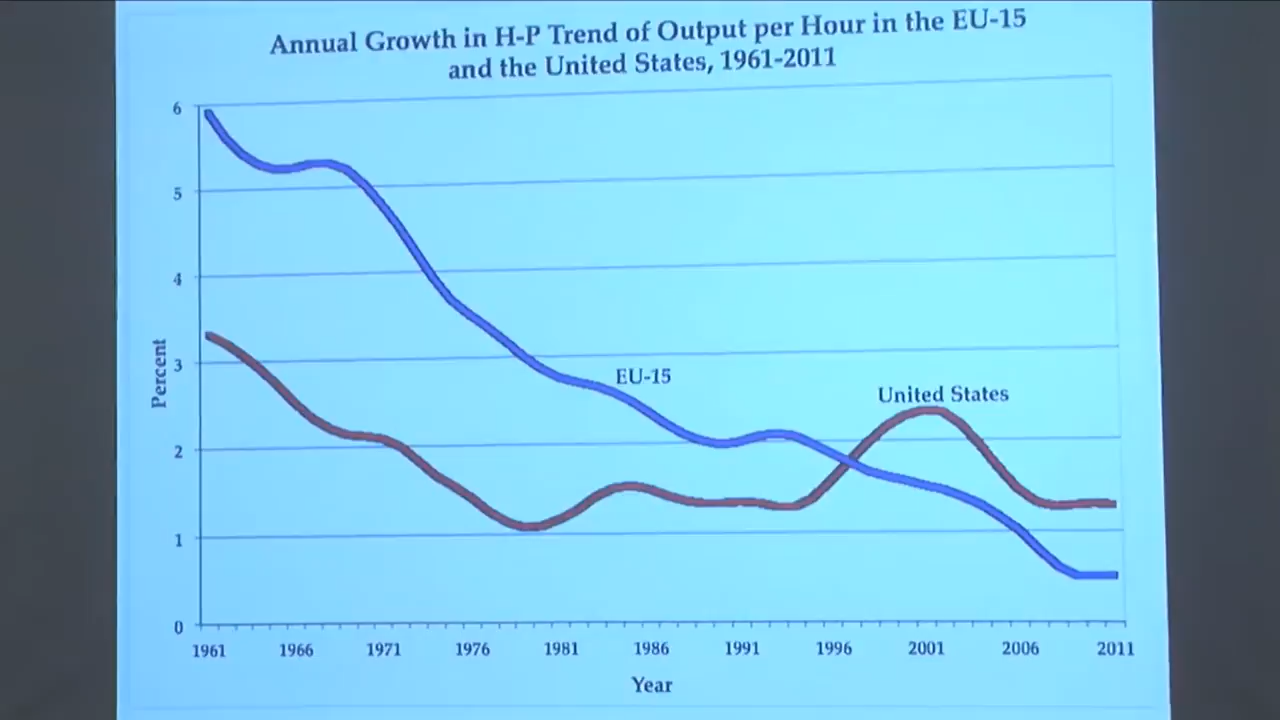 Annual Growth in H-P Trend of Output per Hour in the EU-15
and the United States, 1961-2011
6
5
4
3
2
1
0
Percent
EU-15
United States
1961 1966 1971 1976 1981 1986 1991 1996 2001 2006 2011
Year